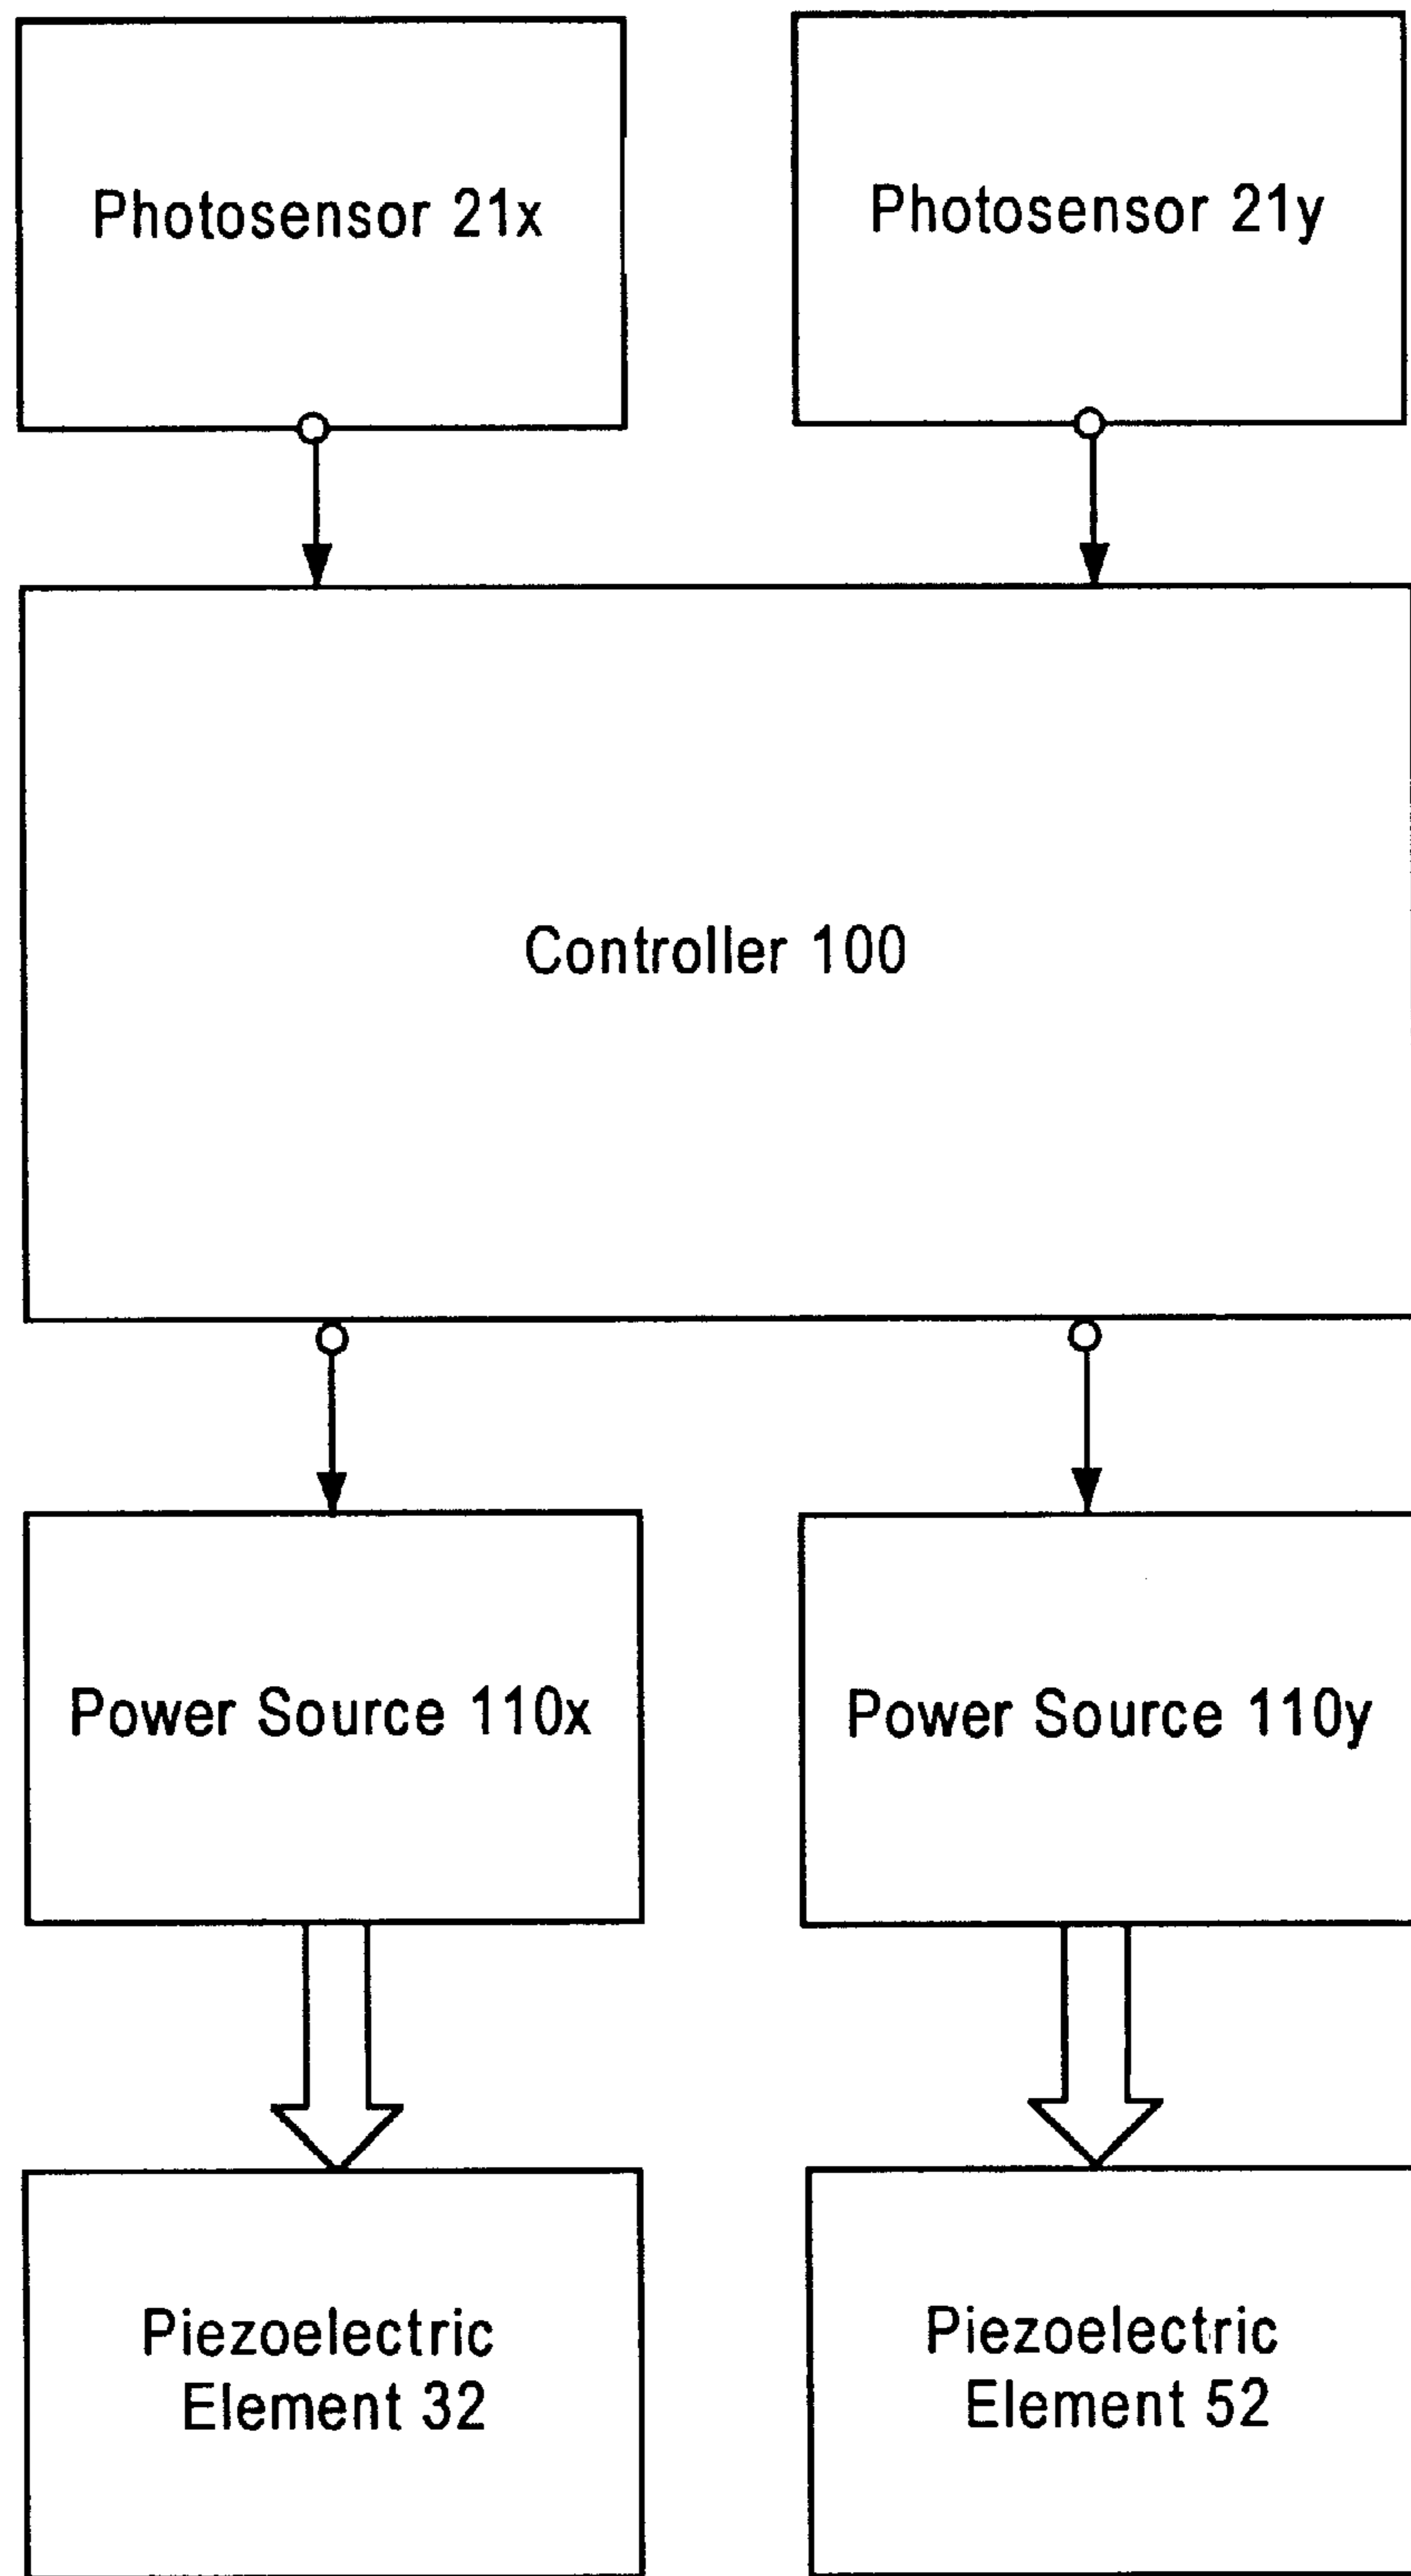 Photosensor 21x
Photosensor 21y
Controller 100
Power Source 110x
Power Source 110y
Piezoelectric
Element 32
Piezoelectric
Element 52